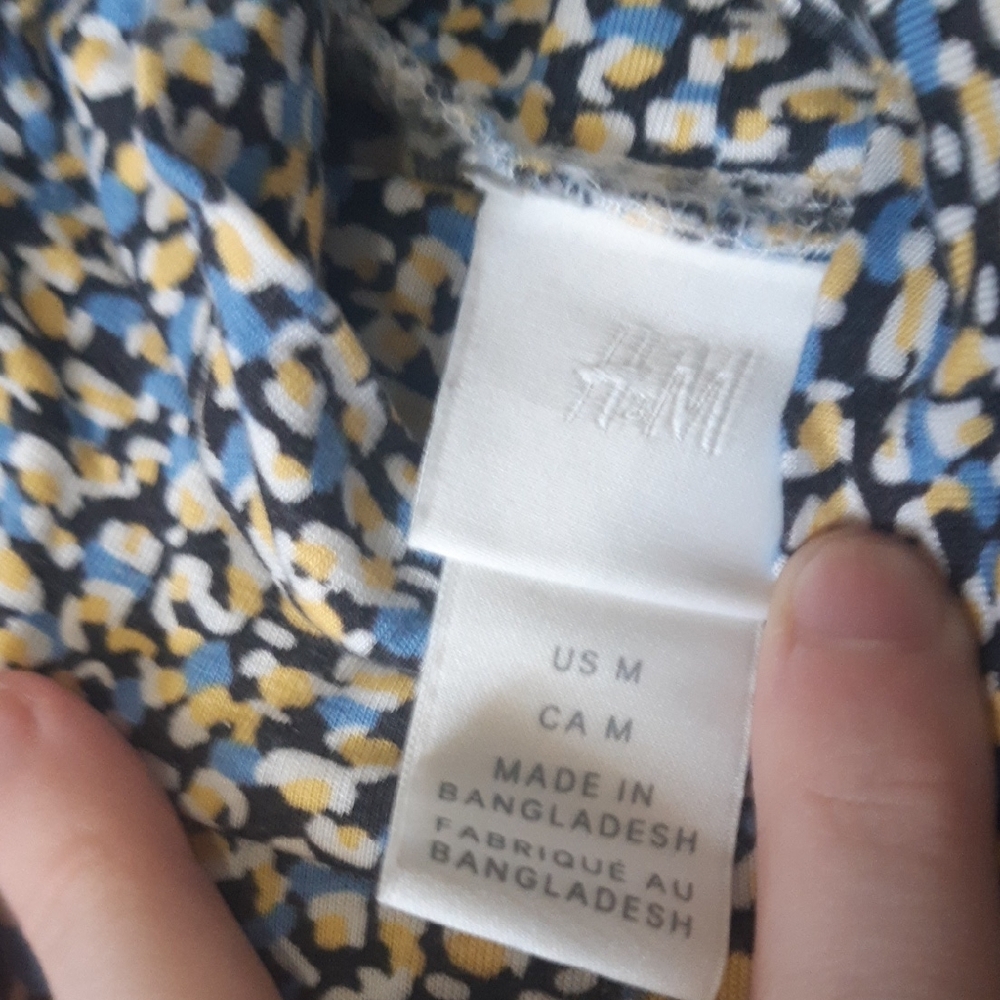 H&M
US M
CA M
MADE IN
BANGLADESH
FABRIQUÉ AU
BANGLADESH